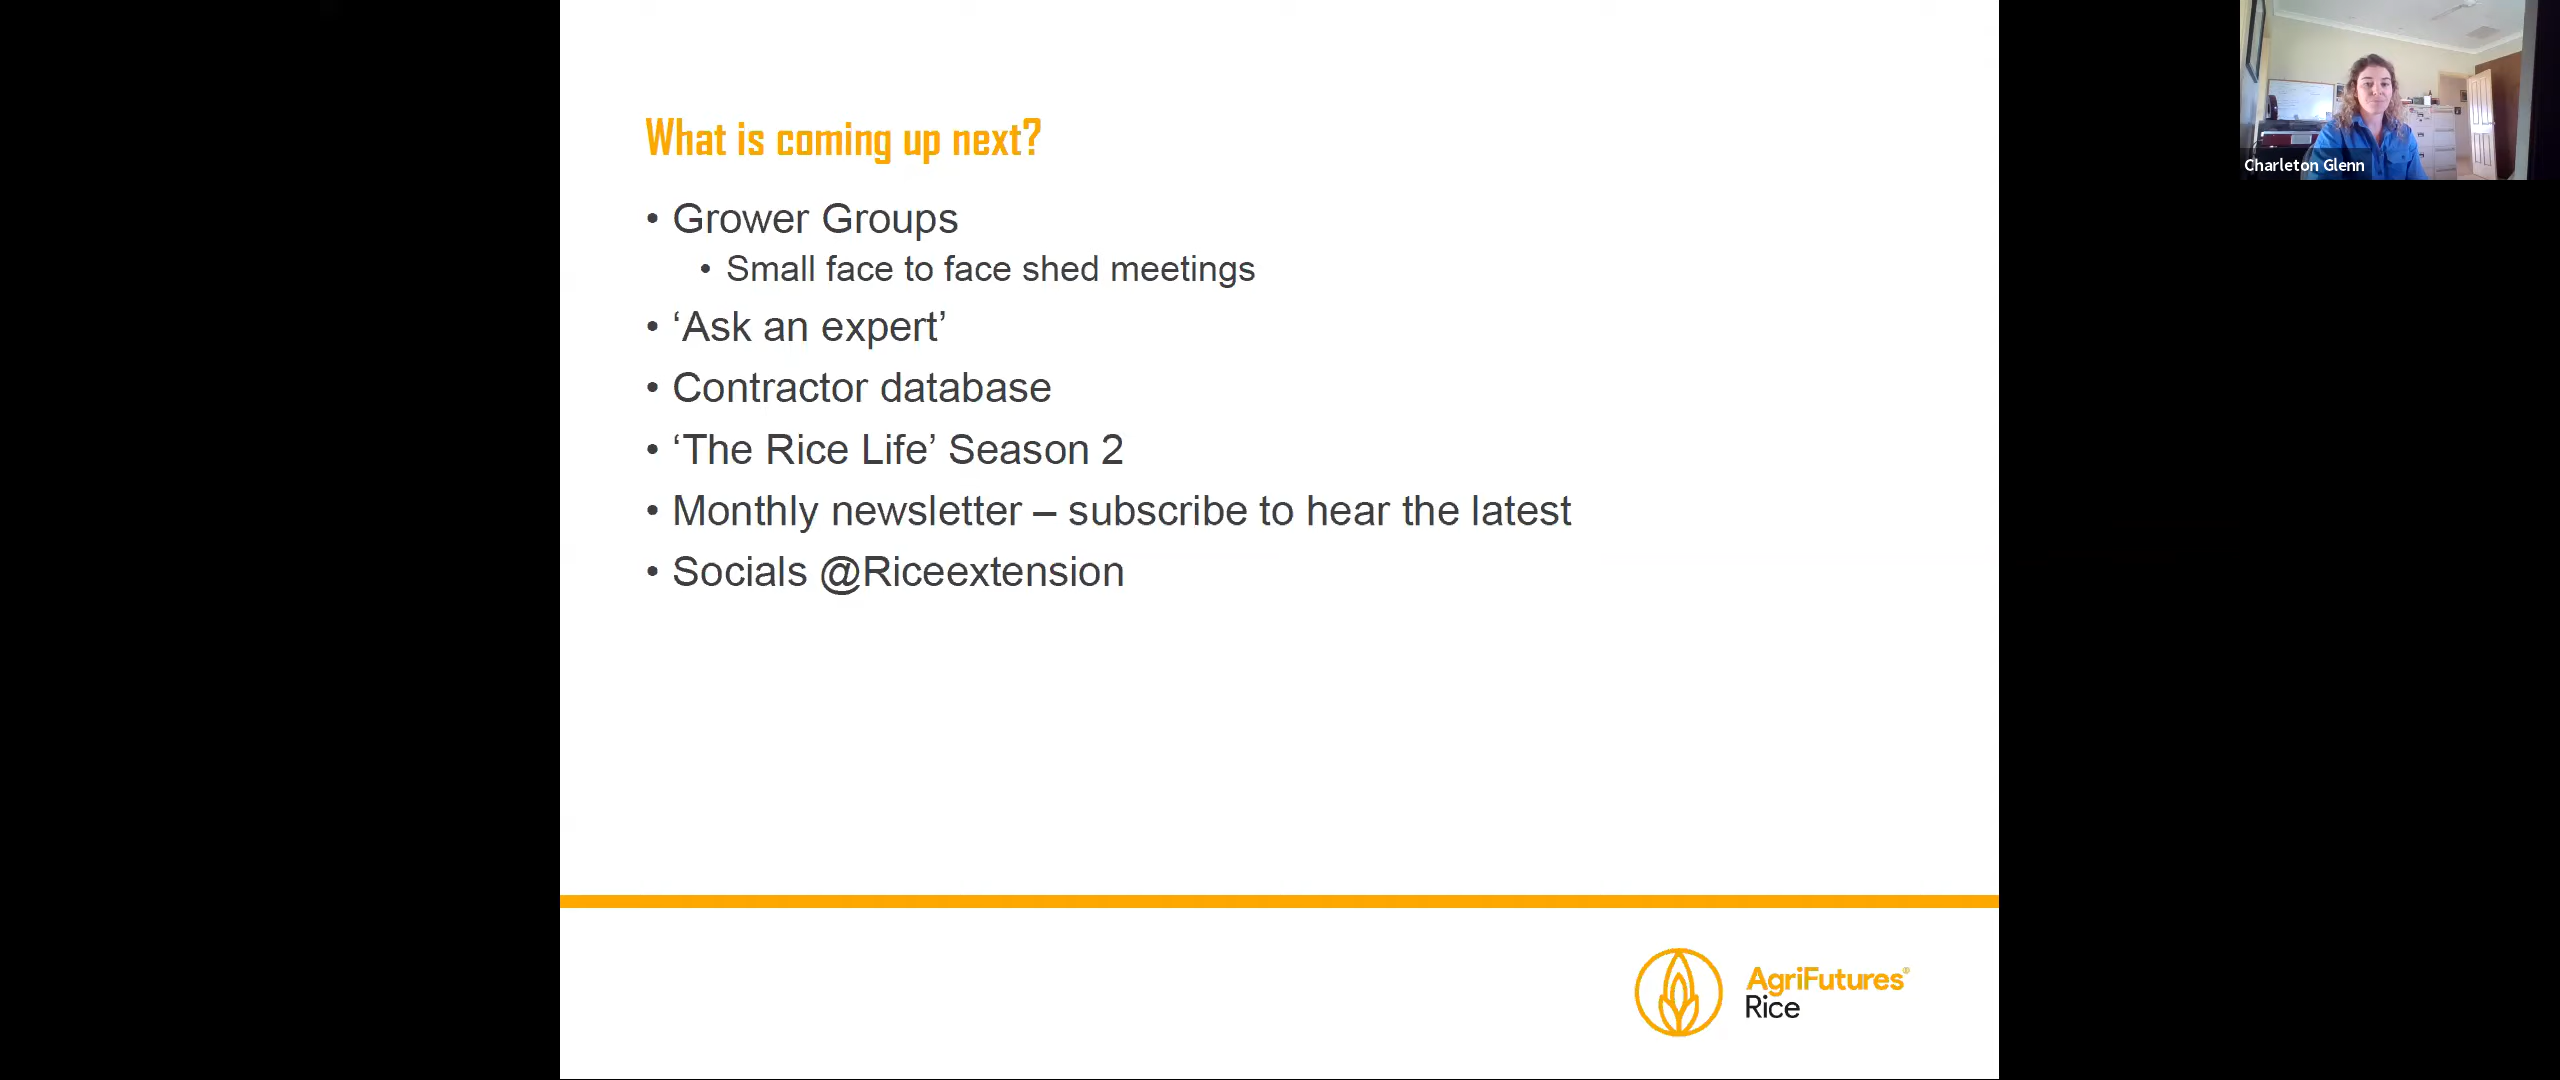 What is coming up next?
• Grower Groups
• Small face to face shed meetings
• ‘Ask an expert’
• Contractor database
• ‘The Rice Life’ Season 2
• Monthly newsletter – subscribe to hear the latest
• Socials @Riceextension
AgriFutures®
Rice
Charleton Glenn